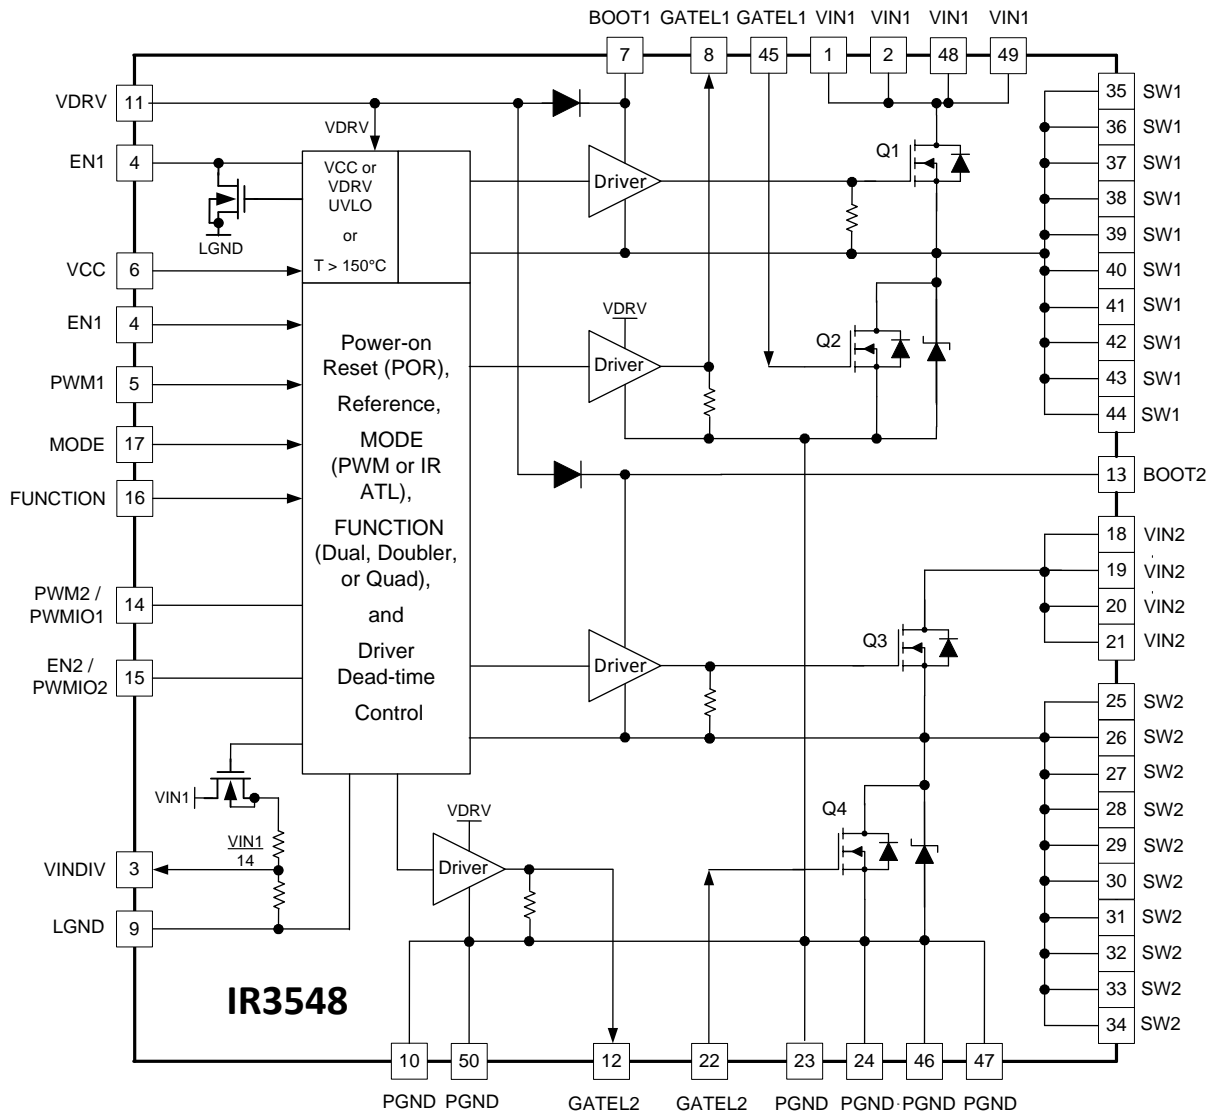 BOOT1 GATEL1 GATEL1 VIN1 VIN1 VIN1 VIN1
7 8 45 1 2 48 49
VDRV 11
VDRV
EN1 4
LGND
VCC 6
EN1 4
PWM1 5
MODE 17
FUNCTION 16
PWM2 /
PWMIO1
14
EN2 /
PWMIO2
15
VIN1
VIN1
14
VINDIV 3
LGND 9
VCC or
VDRV
UVLO
or
T > 150°C
Power-on
Reset (POR),
Reference,
MODE
(PWM or IR
ATL),
FUNCTION
(Dual, Doubler,
or Quad),
and
Driver
Dead-time
Control
Driver
Q1
VDRV
Driver
Q2
Driver
Q3
VDRV
Driver
Q4
35 SW1
36 SW1
37 SW1
38 SW1
39 SW1
40 SW1
41 SW1
42 SW1
43 SW1
44 SW1
13 BOOT2
18 VIN2
19 VIN2
20 VIN2
21 VIN2
25 SW2
26 SW2
27 SW2
28 SW2
29 SW2
30 SW2
31 SW2
32 SW2
33 SW2
34 SW2
IR3548
10 50 12 22 23 24 46 47
PGND PGND GATEL2 GATEL2 PGND PGND PGND PGND